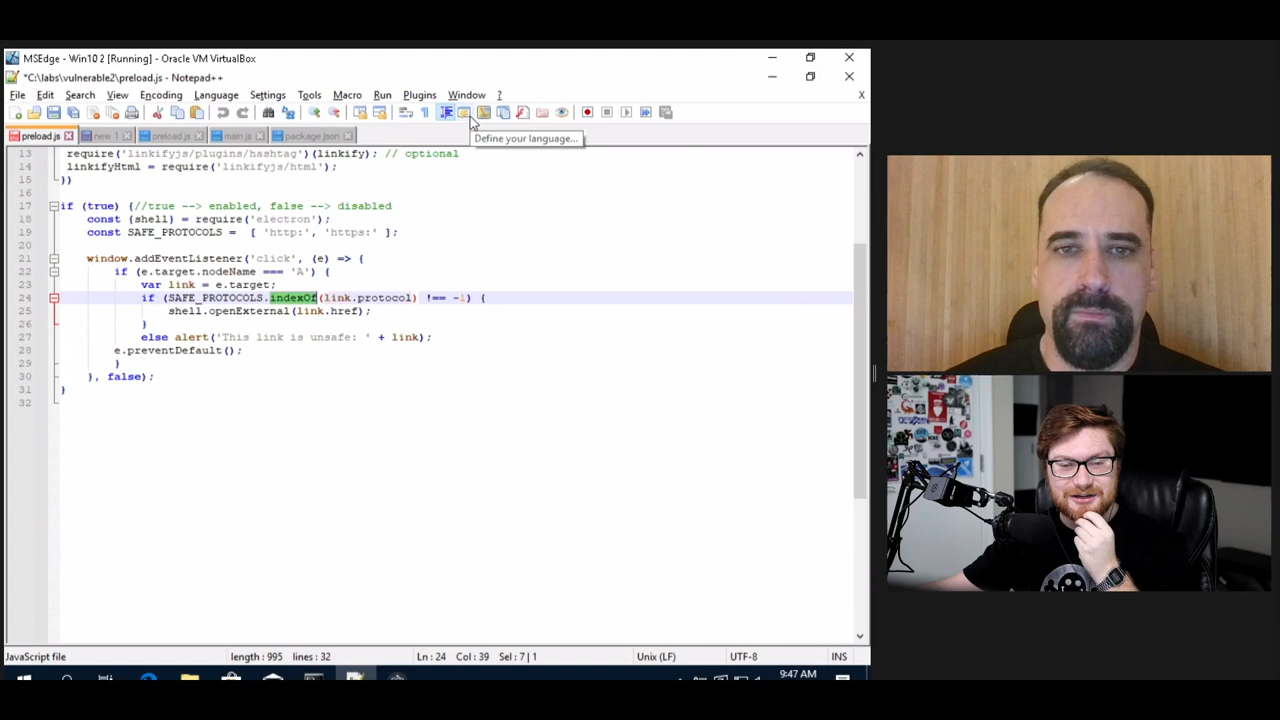 MSEdge - Win10 2 [Running] - Oracle VM VirtualBox
*C:\labs\vulnerable2\preload.js - Notepad++
File Edit Search View Encoding Language Settings Tools Macro Run Plugins Window ? X
preload.js new 1 preload.js main.js package.json
Define your language...
13 require('linkifyjs/plugins/hashtag')(linkify); // optional
14 linkifyHtml = require('linkifyjs/html');
15 })
16
17 if (true) {//true --> enabled, false --> disabled
18 const {shell} = require('electron');
19 const SAFE_PROTOCOLS = [ 'http:', 'https:' ];
20
21 window.addEventListener('click', (e) => {
22 if (e.target.nodeName === 'A') {
23 var link = e.target;
24 if (SAFE_PROTOCOLS.indexOf(link.protocol) !== -1) {
25 shell.openExternal(link.href);
26 }
27 else alert('This link is unsafe: ' + link);
28 e.preventDefault();
29 }
30 }, false);
31 }
32
JavaScript file length : 995 lines : 32 Ln : 24 Col : 39 Sel : 7 | 1 Unix (LF) UTF-8 INS
9:47 AM